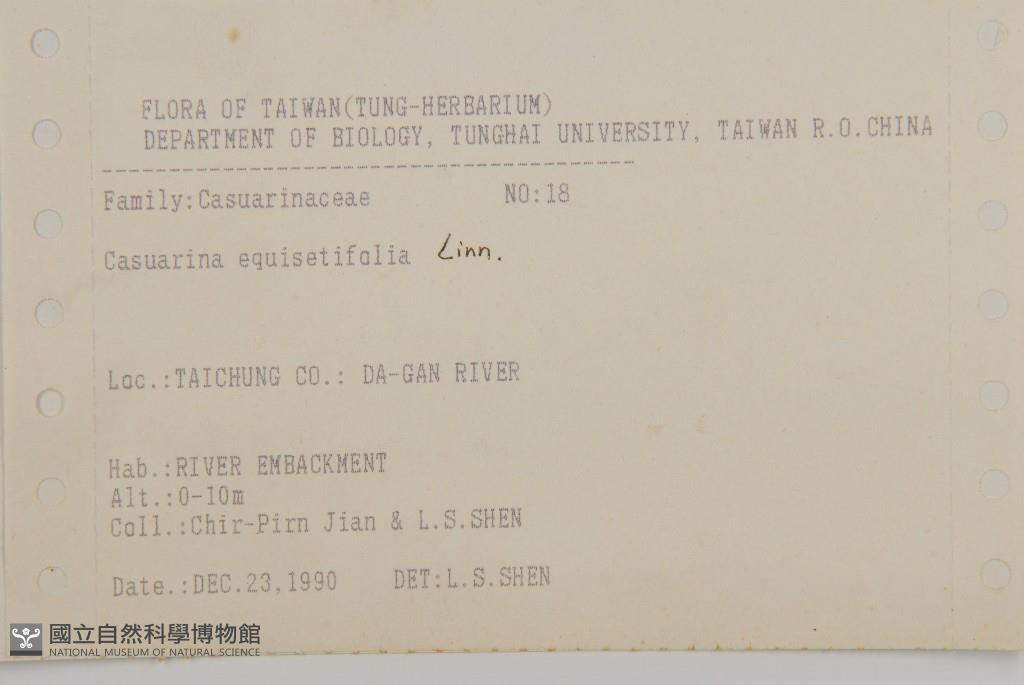 FLORA OF TAIWAN(TUNG-HERBARIUM)
DEPARTMENT OF BIOLOGY, TUNGHAI UNIVERSITY, TAIWAN R.O.CHINA
Family:Casuarinaceae NO:18
Casuarina equisetifolia Linn.
Loc.:TAICHUNG CO.: DA-GAN RIVER
Hab.:RIVER EMBACKMENT
Alt.:0-10m
Coll.:Chir-Pirn Jian & L.S.SHEN
Date.:DEC.23,1990 DET:L.S.SHEN
國立自然科學博物館
NATIONAL MUSEUM OF NATURAL SCIENCE